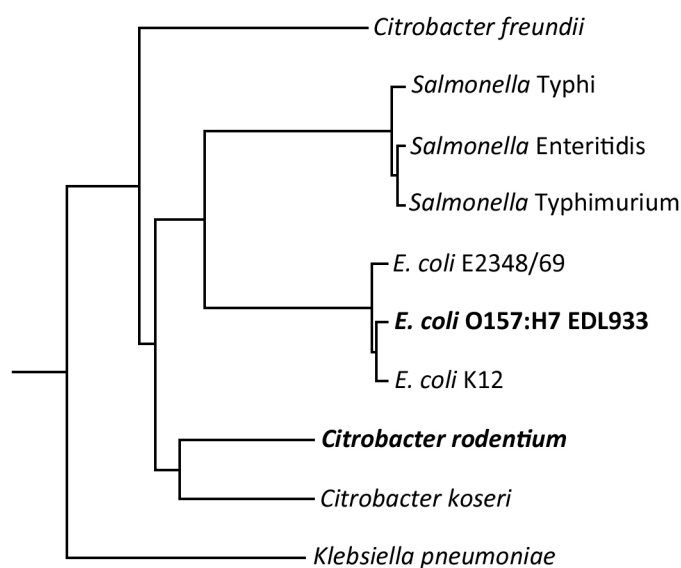 Citrobacter freundii
Salmonella Typhi
Salmonella Enteritidis
Salmonella Typhimurium
E. coli E2348/69
E. coli O157:H7 EDL933
E. coli K12
Citrobacter rodentium
Citrobacter koseri
Klebsiella pneumoniae